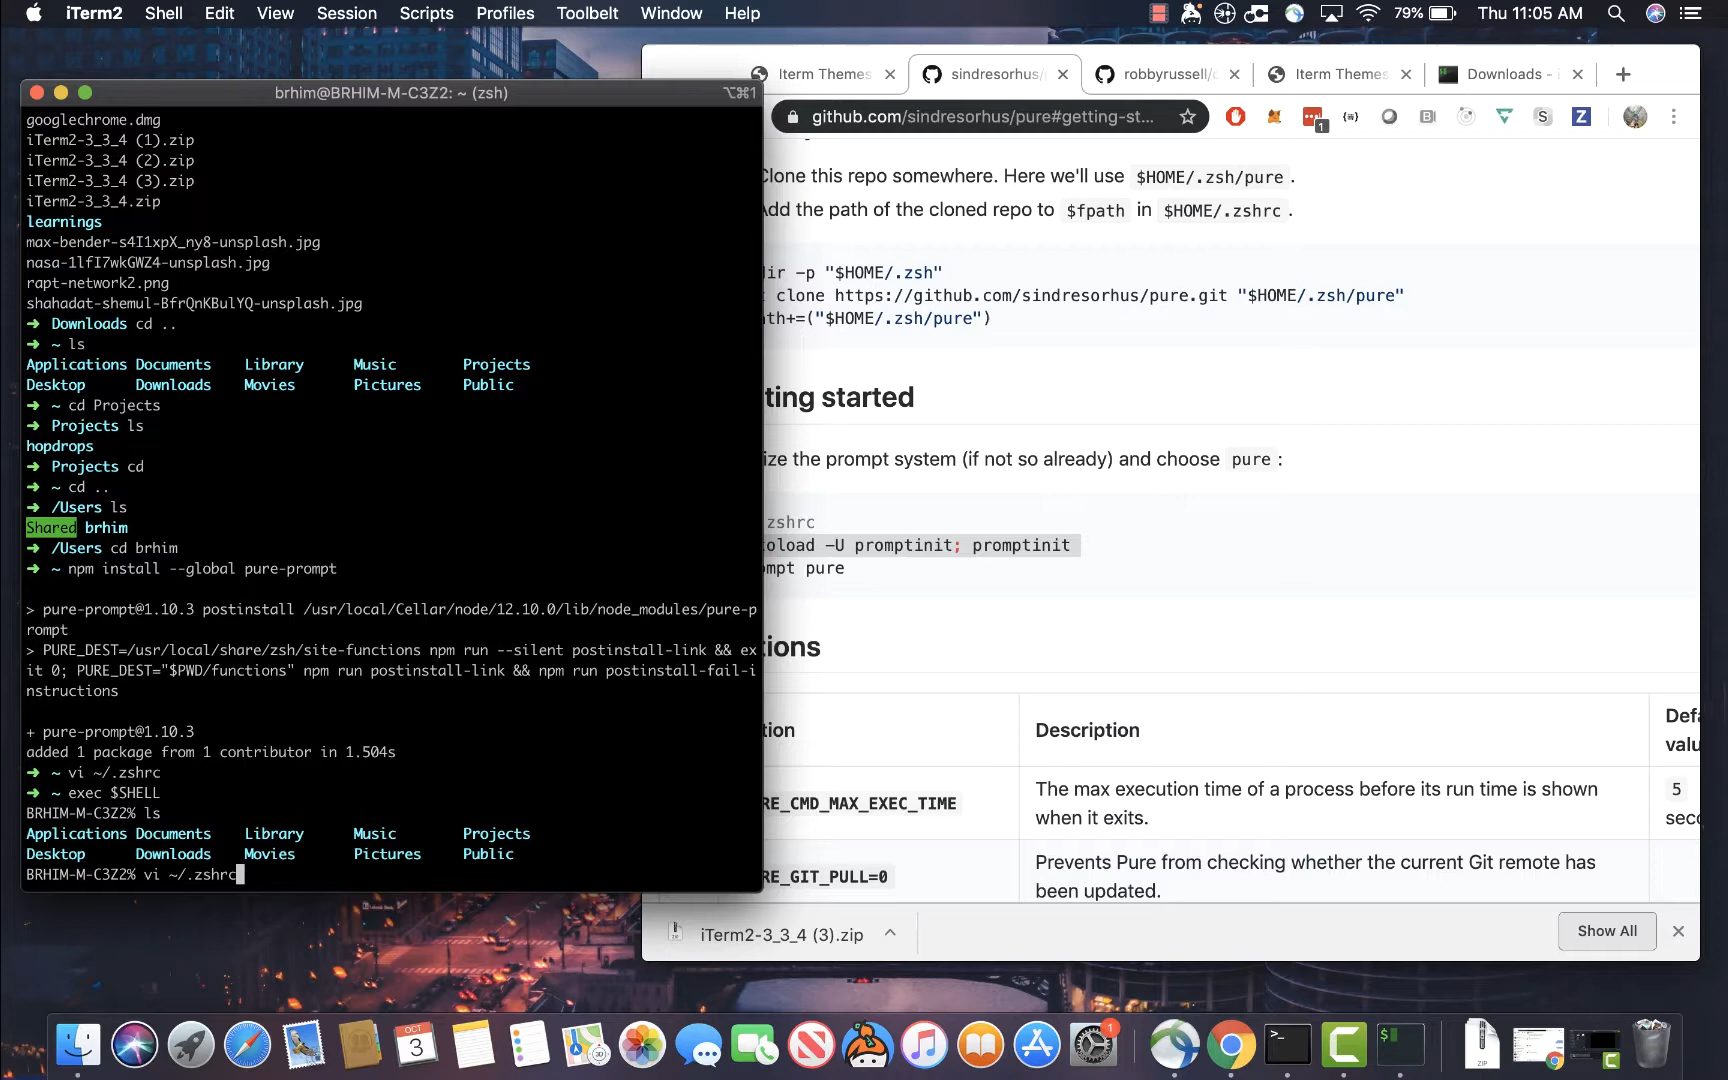 iTerm2 Shell Edit View Session Scripts Profiles Toolbelt Window Help 79% Thu 11:05 AM
Iterm Themes
sindresorhus/
robbyrussell/
Iterm Themes
Downloads -
github.com/sindresorhus/pure#getting-st...
1
brhim@BRHIM-M-C3Z2: ~ (zsh) ⌥⌘1
googlechrome.dmg
iTerm2-3_3_4 (1).zip
iTerm2-3_3_4 (2).zip
iTerm2-3_3_4 (3).zip
iTerm2-3_3_4.zip
learnings
max-bender-s4I1xpX_ny8-unsplash.jpg
nasa-1lfI7wkGWZ4-unsplash.jpg
rapt-network2.png
shahadat-shemul-BfrQnKBulYQ-unsplash.jpg
➜ Downloads cd ..
➜ ~ ls
Applications Documents Library Music Projects
Desktop Downloads Movies Pictures Public
➜ ~ cd Projects
➜ Projects ls
hopdrops
➜ Projects cd
➜ ~ cd ..
➜ /Users ls
Shared brhim
➜ /Users cd brhim
➜ ~ npm install --global pure-prompt
> pure-prompt@1.10.3 postinstall /usr/local/Cellar/node/12.10.0/lib/node_modules/pure-p
rompt
> PURE_DEST=/usr/local/share/zsh/site-functions npm run --silent postinstall-link && ex
it 0; PURE_DEST="$PWD/functions" npm run postinstall-link && npm run postinstall-fail-i
nstructions
+ pure-prompt@1.10.3
added 1 package from 1 contributor in 1.504s
➜ ~ vi ~/.zshrc
➜ ~ exec $SHELL
BRHIM-M-C3Z2% ls
Applications Documents Library Music Projects
Desktop Downloads Movies Pictures Public
BRHIM-M-C3Z2% vi ~/.zshrc
Clone this repo somewhere. Here we'll use $HOME/.zsh/pure.
Add the path of the cloned repo to $fpath in $HOME/.zshrc.
dir -p "$HOME/.zsh"
t clone https://github.com/sindresorhus/pure.git "$HOME/.zsh/pure"
ath+=("$HOME/.zsh/pure")
ting started
ize the prompt system (if not so already) and choose pure:
zshrc
toload -U promptinit; promptinit
mpt pure
ions
tion Description Defa
valu
RE_CMD_MAX_EXEC_TIME The max execution time of a process before its run time is shown 5
when it exits. seco
RE_GIT_PULL=0 Prevents Pure from checking whether the current Git remote has
been updated.
iTerm2-3_3_4 (3).zip Show All
OCT
3
1
ZIP